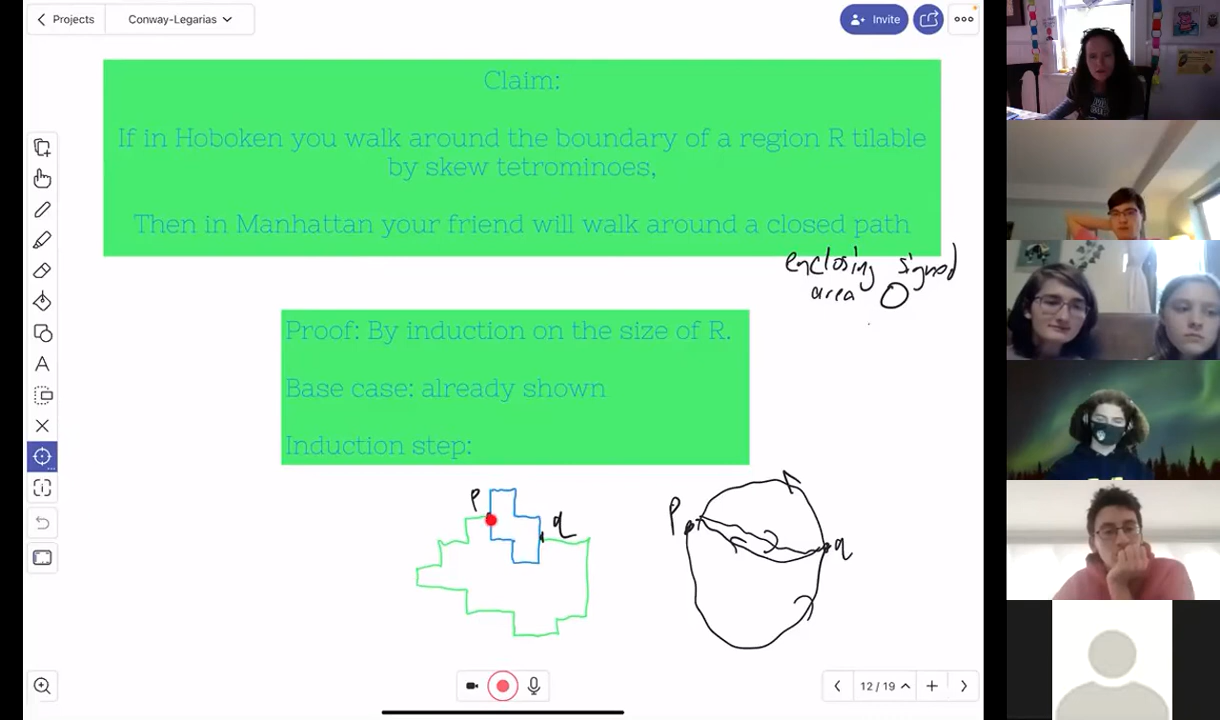 Projects
Conway-Legarias
Invite
Claim:
If in Hoboken you walk around the boundary of a region R tilable
by skew tetrominoes,
Then in Manhattan your friend will walk around a closed path
enclosing signed
area 0
Proof: By induction on the size of R.
Base case: already shown
Induction step:
P
q
P
q
A
12/19